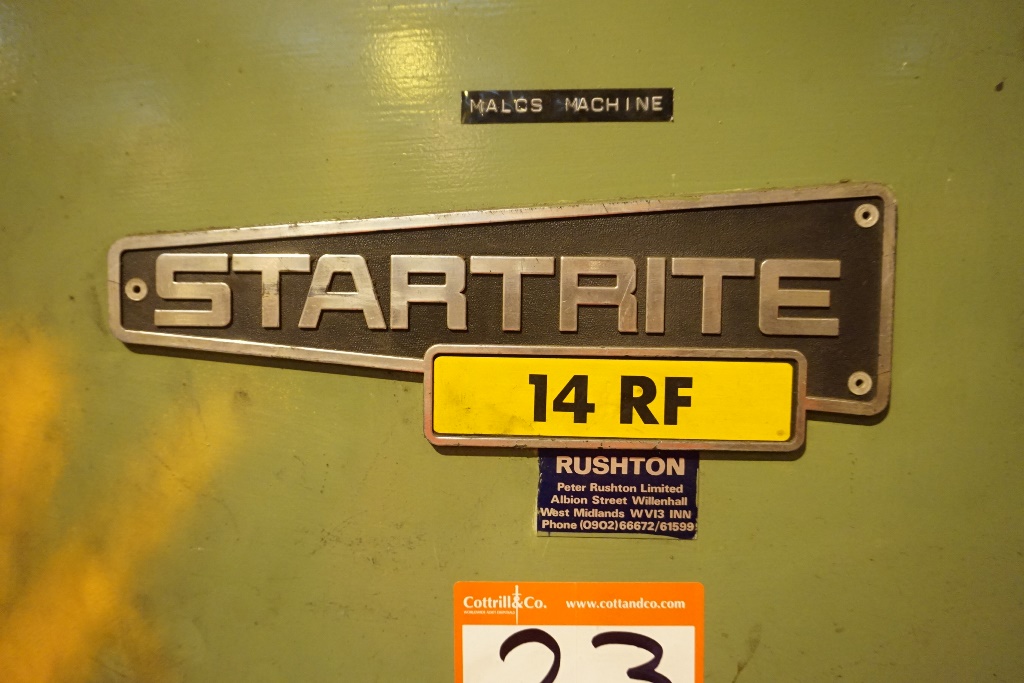 MALCS MACHINE
STARTRITE
14 RF
RUSHTON
Peter Rushton Limited
Albion Street Willenhall
West Midlands WV13 INN
Phone (0902)66672/61599
Cottrill&Co. www.cottandco.com
23